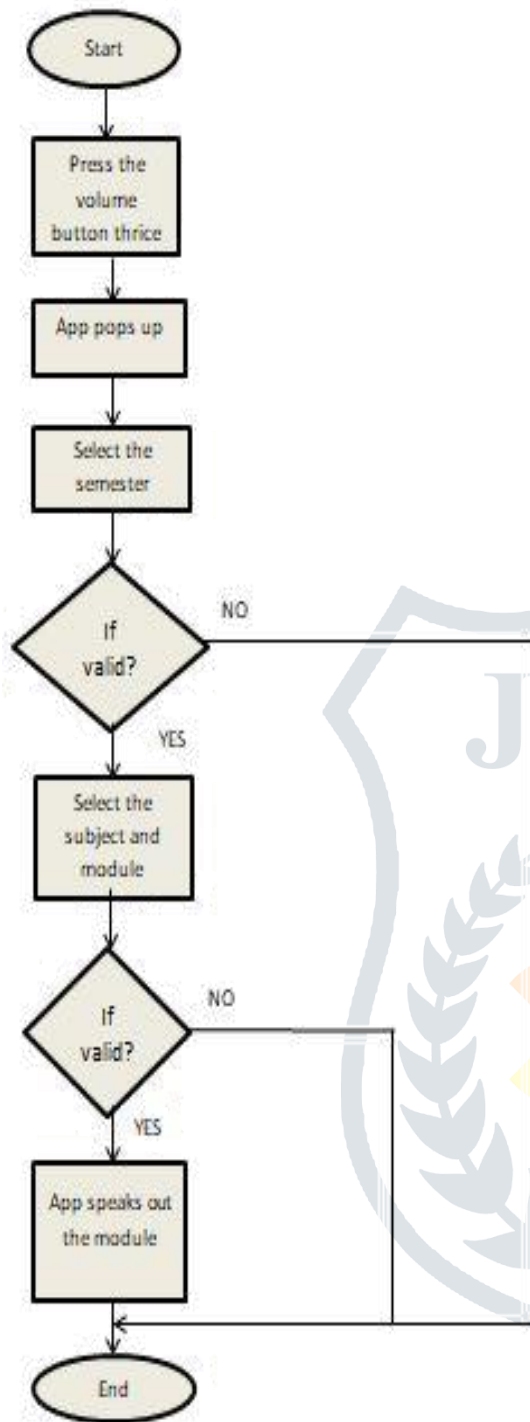 Start
Press the
volume
button thrice
App pops up
Select the
semester
If
valid?
NO
YES
Select the
subject and
module
If
valid?
NO
YES
App speaks out
the module
End
J